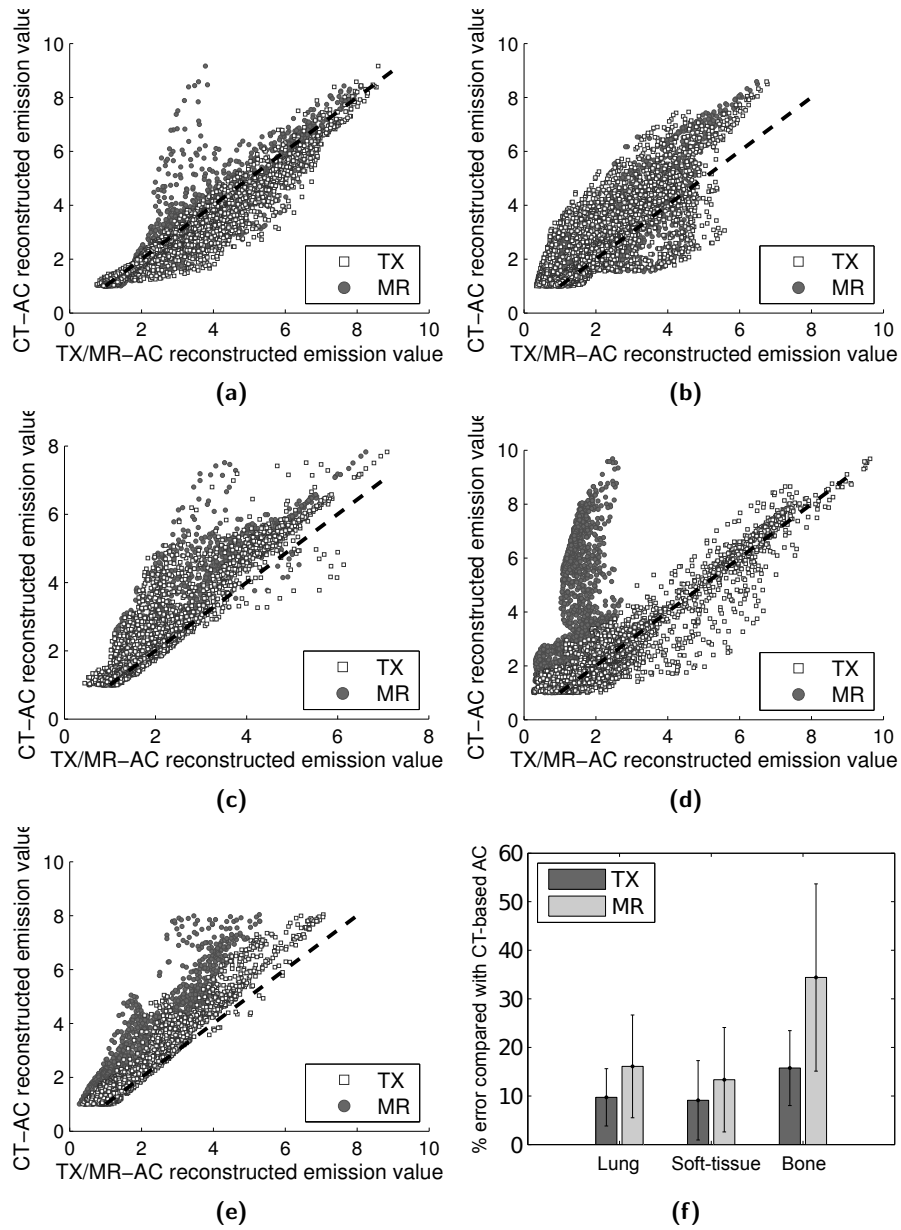 CT−AC reconstructed emission value
10
8
6
4
2
0
TX
MR
0 2 4 6 8 10
TX/MR−AC reconstructed emission value
(a)
CT−AC reconstructed emission value
10
8
6
4
2
0
TX
MR
0 2 4 6 8 10
TX/MR−AC reconstructed emission value
(b)
CT−AC reconstructed emission value
8
6
4
2
0
TX
MR
0 2 4 6 8
TX/MR−AC reconstructed emission value
(c)
CT−AC reconstructed emission value
10
8
6
4
2
0
TX
MR
0 2 4 6 8 10
TX/MR−AC reconstructed emission value
(d)
CT−AC reconstructed emission value
10
8
6
4
2
0
TX
MR
0 2 4 6 8 10
TX/MR−AC reconstructed emission value
(e)
% error compared with CT-based AC
60
50
40
30
20
10
0
TX
MR
Lung Soft-tissue Bone
(f)